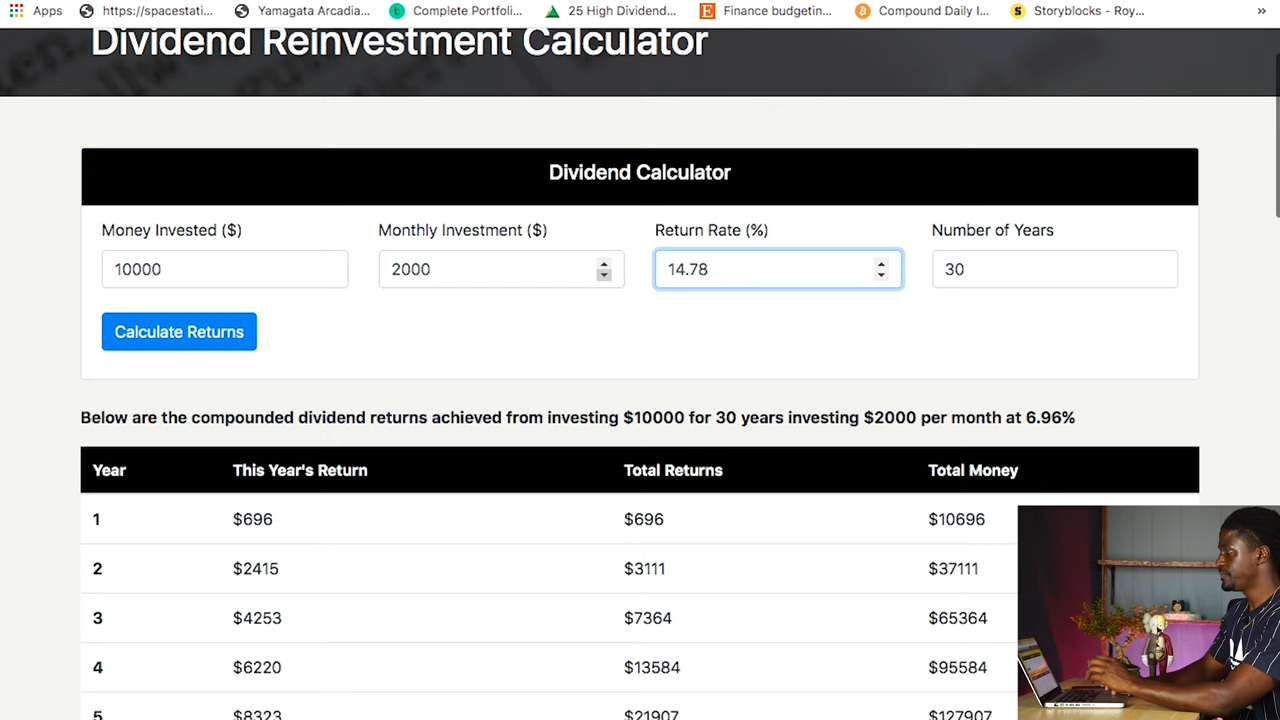 Apps https://spacestati... Yamagata Arcadia... Complete Portfoli... 25 High Dividend... Finance budgetin... Compound Daily I... Storyblocks - Roy... »
Dividend Reinvestment Calculator
Dividend Calculator
Money Invested ($) Monthly Investment ($) Return Rate (%) Number of Years
10000 2000 14.78 30
Calculate Returns
Below are the compounded dividend returns achieved from investing $10000 for 30 years investing $2000 per month at 6.96%
Year This Year's Return Total Returns Total Money
1 $696 $696 $10696
2 $2415 $3111 $37111
3 $4253 $7364 $65364
4 $6220 $13584 $95584
5 $8323 $21907 $127907